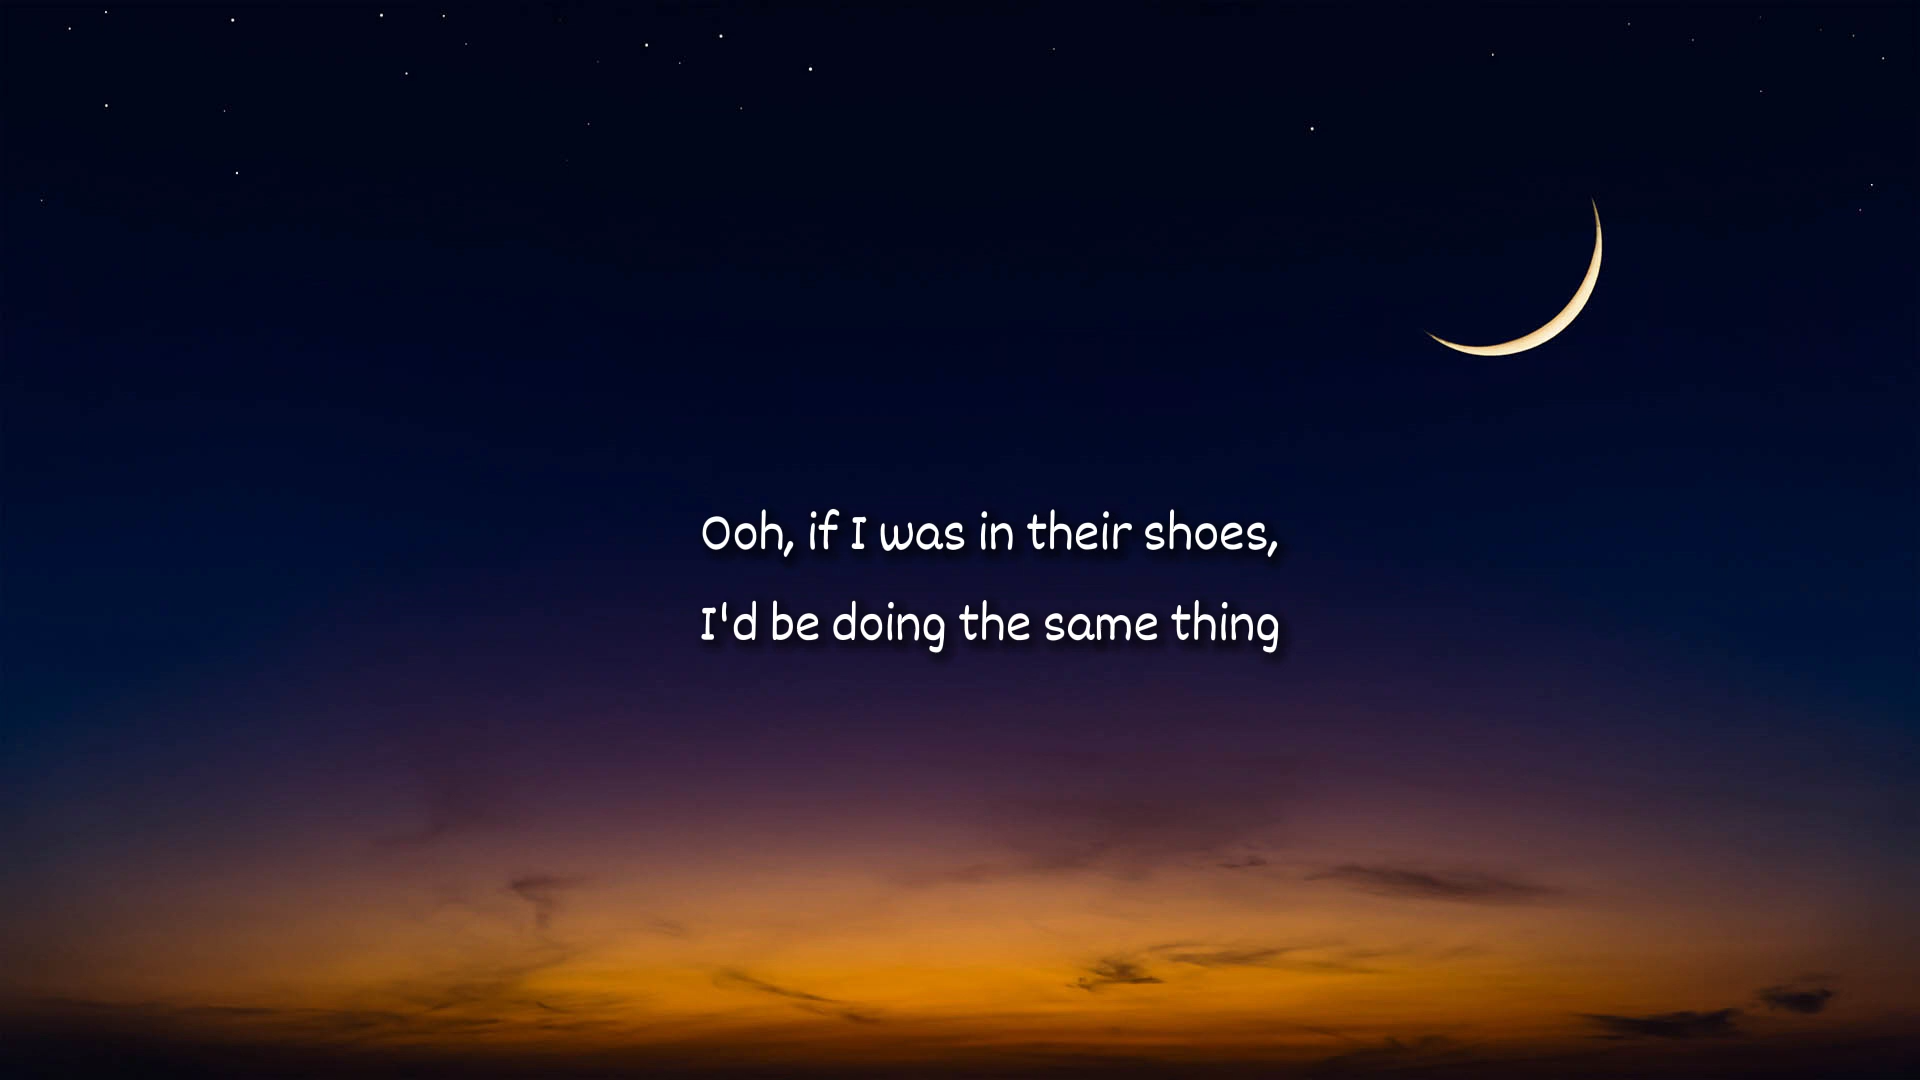 Ooh, if I was in their shoes,
I'd be doing the same thing